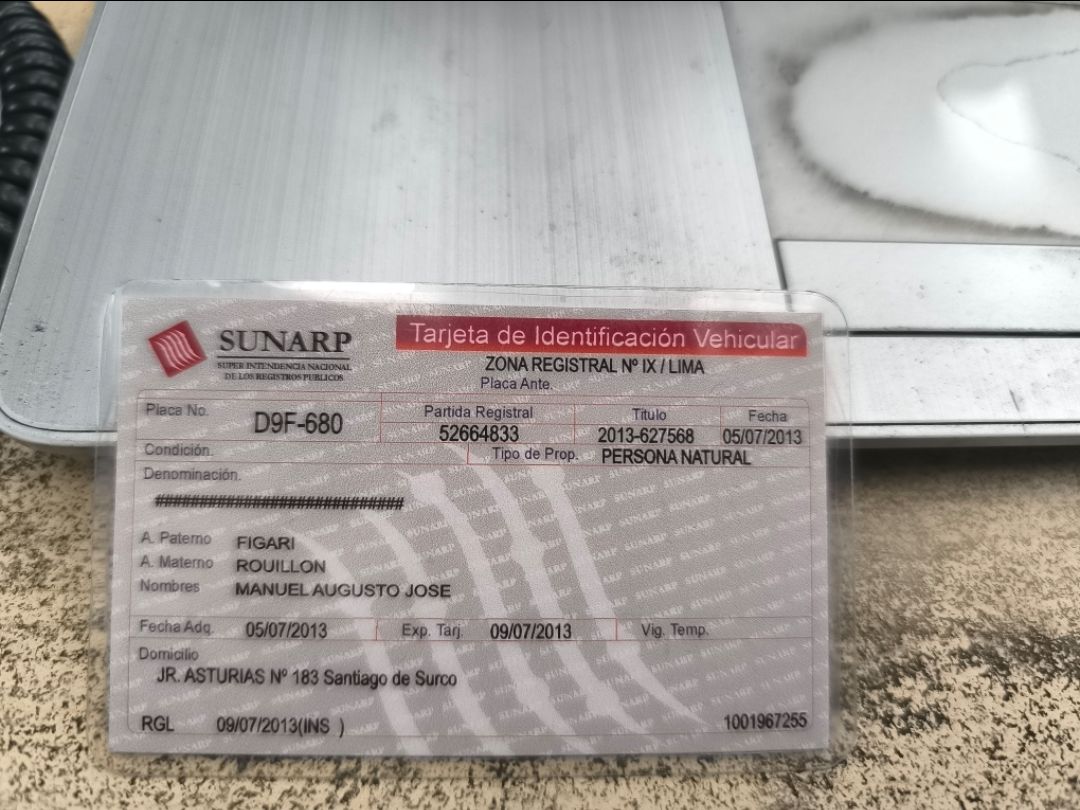 SUNARP
SUPERINTENDENCIA NACIONAL
DE LOS REGISTROS PUBLICOS
Tarjeta de Identificación Vehicular
ZONA REGISTRAL Nº IX / LIMA
Placa Ante.
Placa No. D9F-680
Partida Registral 52664833
Titulo 2013-627568
Fecha 05/07/2013
Condición.
Tipo de Prop. PERSONA NATURAL
Denominación.
##############################
A. Paterno FIGARI
A. Materno ROUILLON
Nombres MANUEL AUGUSTO JOSE
Fecha Adq. 05/07/2013 Exp. Tarj. 09/07/2013 Vig. Temp.
Domicilio
JR. ASTURIAS Nº 183 Santiago de Surco
RGL 09/07/2013(INS ) 1001967255